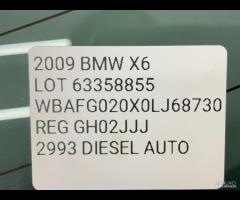 2009 BMW X6
LOT 63358855
WBAFG020X0LJ68730
REG GH02JJJ
2993 DIESEL AUTO